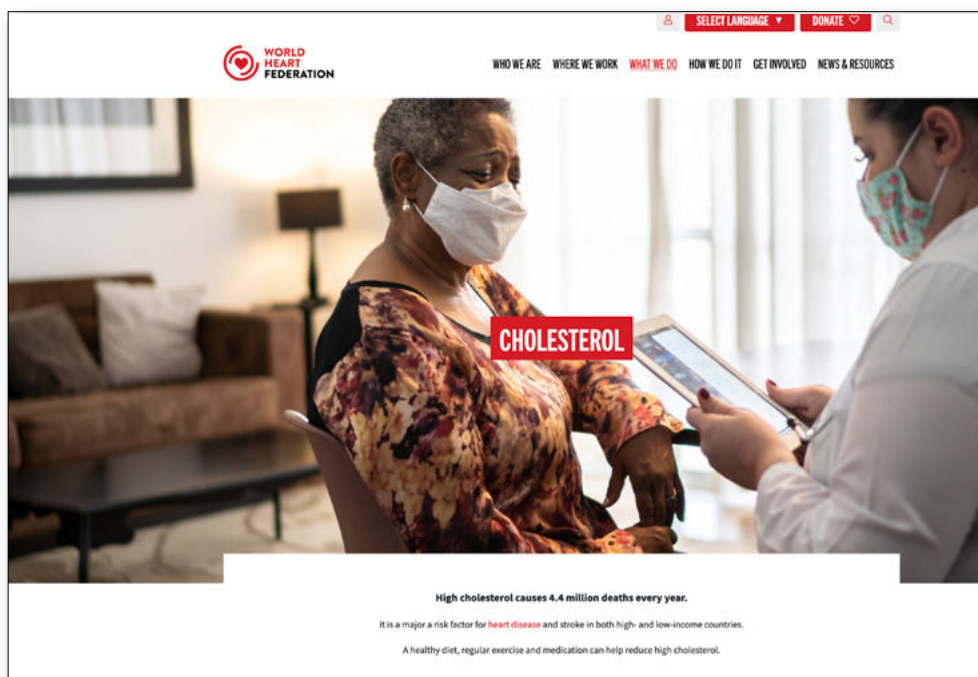 SELECT LANGUAGE ▼
DONATE
WORLD
HEART
FEDERATION
WHO WE ARE WHERE WE WORK WHAT WE DO HOW WE DO IT GET INVOLVED NEWS & RESOURCES
CHOLESTEROL
High cholesterol causes 4.4 million deaths every year.
It is a major a risk factor for heart disease and stroke in both high- and low-income countries.
A healthy diet, regular exercise and medication can help reduce high cholesterol.